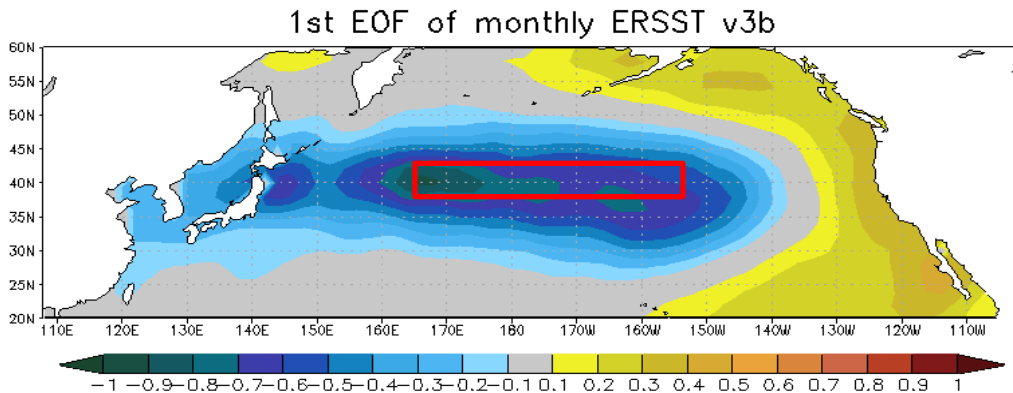 1st EOF of monthly ERSST v3b
60N
55N
50N
45N
40N
35N
30N
25N
20N
110E 120E 130E 140E 150E 160E 170E 180 170W 160W 150W 140W 130W 120W 110W
-1 -0.9 -0.8 -0.7 -0.6 -0.5 -0.4 -0.3 -0.2 -0.1 0.1 0.2 0.3 0.4 0.5 0.6 0.7 0.8 0.9 1